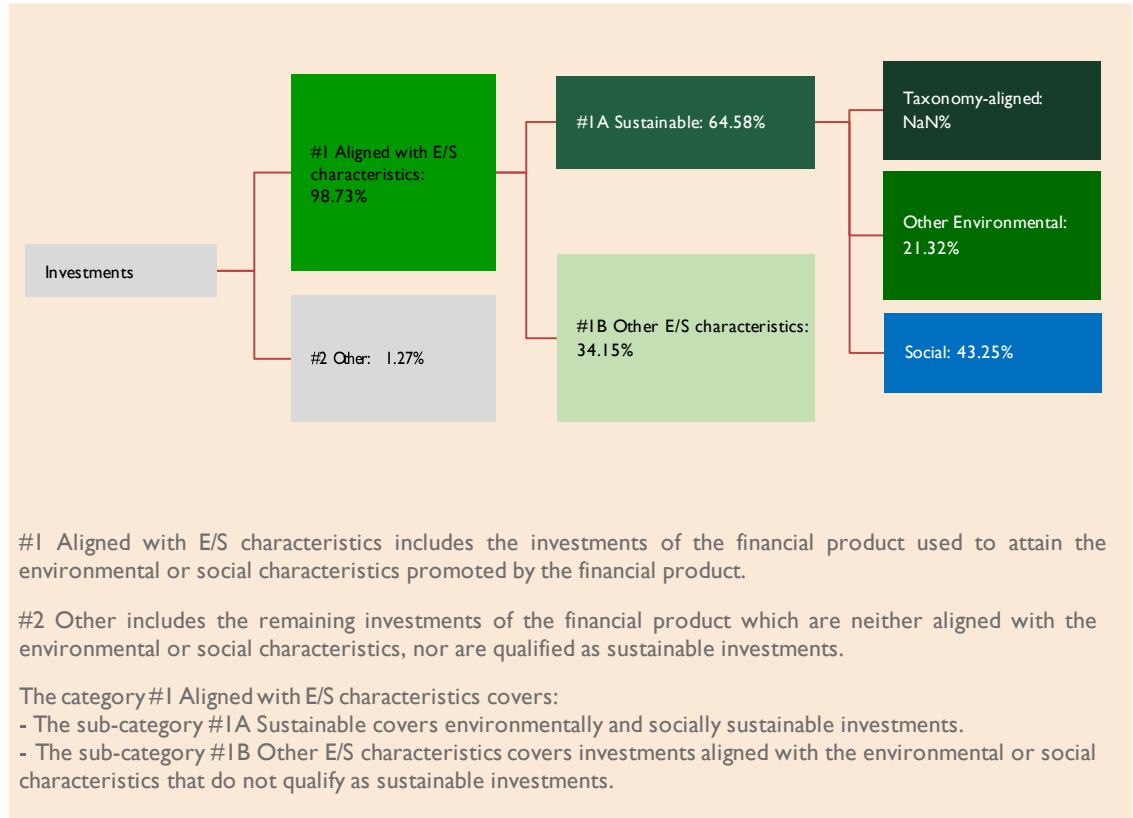 Investments
#1 Aligned with E/S
characteristics:
98.73%
#2 Other: 1.27%
#1A Sustainable: 64.58%
#1B Other E/S characteristics:
34.15%
Taxonomy-aligned:
NaN%
Other Environmental:
21.32%
Social: 43.25%
#1 Aligned with E/S characteristics includes the investments of the financial product used to attain the
environmental or social characteristics promoted by the financial product.
#2 Other includes the remaining investments of the financial product which are neither aligned with the
environmental or social characteristics, nor are qualified as sustainable investments.
The category #1 Aligned with E/S characteristics covers:
- The sub-category #1A Sustainable covers environmentally and socially sustainable investments.
- The sub-category #1B Other E/S characteristics covers investments aligned with the environmental or social
characteristics that do not qualify as sustainable investments.